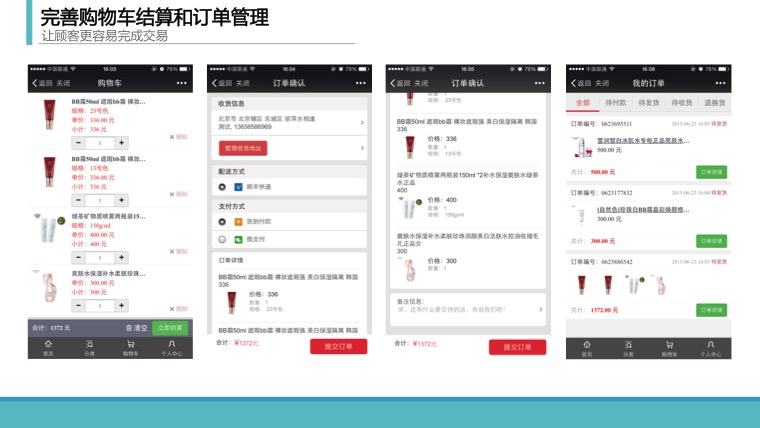 完善购物车结算和订单管理
让顾客更容易完成交易
中国联通 16:03 79%
返回 关闭 购物车
BB霜50ml 遮瑕bb霜 裸妆...
规格: 23号色
单价: 336.00 元
小计: 336 元
1
删除
BB霜50ml 遮瑕bb霜 裸妆...
规格: 13号色
单价: 336.00 元
小计: 336 元
1
删除
绿茶矿物质喷雾两瓶装15...
规格: 150g/ml
单价: 400.00 元
小计: 400 元
1
删除
爽肤水保湿补水柔肤珍珠...
单价: 300 元
小计: 300 元
1
删除
合计: 1372 元 清空 立即结算
首页 分类 购物车 个人中心
中国联通 16:04 79%
返回 关闭 订单确认
收货信息
北京市 北京辖区 东城区 丽萍水相逢
测试, 13658586969
管理收货地址
配送方式
顺丰快递
支付方式
货到付款
微支付
订单详情
BB霜50ml 遮瑕bb霜 裸妆遮瑕强 美白保湿隔离 韩国
336
价格: 336
数量: 1
规格: 23号色
BB霜50ml 遮瑕bb霜 裸妆遮瑕强 美白保湿隔离 韩国
合计: ¥1372元 提交订单
中国联通 16:05 79%
返回 关闭 订单确认
数量: 1
规格: 23号色
BB霜50ml 遮瑕bb霜 裸妆遮瑕强 美白保湿隔离 韩国
336
价格: 336
数量: 1
规格: 13号色
绿茶矿物质喷雾两瓶装150ml *2补水保湿爽肤水绿茶
水正品
400
价格: 400
数量: 1
规格: 150g/ml
爽肤水保湿补水柔肤珍珠润颜美白活肤水控油收缩毛
孔正品女
300
价格: 300
数量: 1
备注信息:
亲，还有什么要交待的话，告诉我们吧！
合计: ¥1372元 提交订单
中国联通 16:08 78%
返回 关闭 我的订单
全部 待付款 待发货 待收货 退换货
订单编号: 0623695511 2015-06-23 16:05 待发货
雪润皙白冰肌水专柜正品亮肤水...
500.00 元
共计: 500.00 元 订单详情
订单编号: 0623177832 2015-06-23 16:04 待发货
(自然色)珍珠白BB霜晶彩焕颜修...
300.00 元
共计: 300.00 元 订单详情
订单编号: 0623886542 2015-06-23 16:03 待发货
共计: 1372.00 元 订单详情
首页 分类 购物车 个人中心